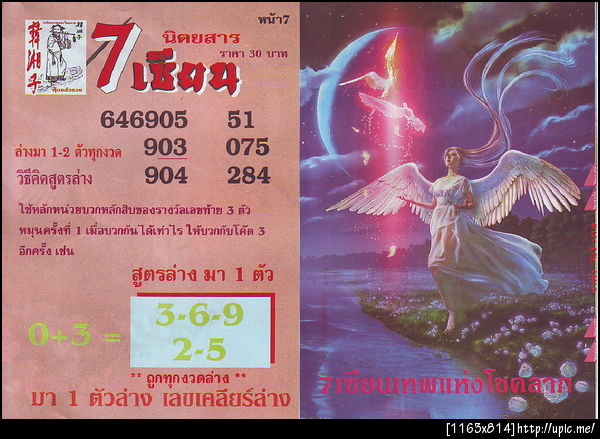 หน้า7
韓湘子
นิตยสาร
ราคา 30 บาท
7เซียน
646905 51
ล่างมา 1-2 ตัวทุกงวด 903 075
วิธีคิดสูตรล่าง 904 284
ใช้หลักหน่วยบวกหลักสิบของรางวัลเลขท้าย 3 ตัว
หมุนครั้งที่ 1 เมื่อบวกกันได้เท่าไร ให้บวกกับโค๊ต 3
อีกครั้ง เช่น
สูตรล่าง มา 1 ตัว
0+3 = 3-6-9
2-5
** ถูกทุกงวดล่าง **
มา 1 ตัวล่าง เลขเคลียร์ล่าง
7เซียนเทพแห่งโชคลาภ
[1163x814]http://upic.me/